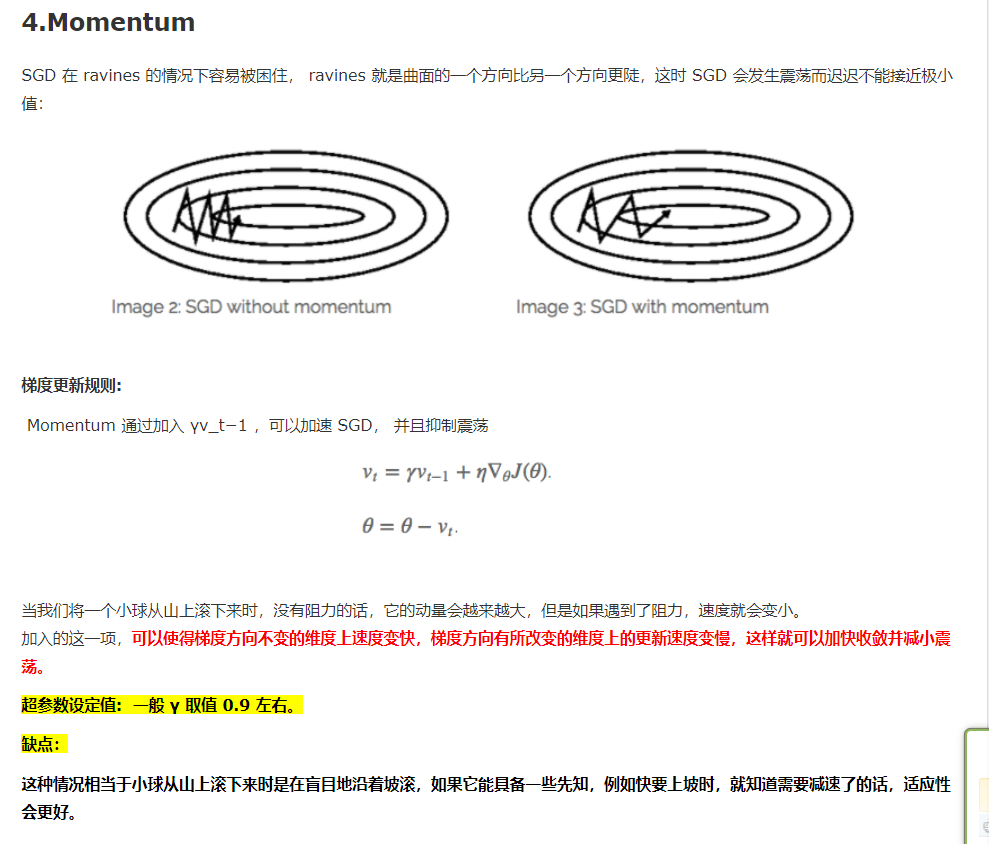 4.Momentum
SGD 在 ravines 的情况下容易被困住， ravines 就是曲面的一个方向比另一个方向更陡，这时 SGD 会发生震荡而迟迟不能接近极小
值：
Image 2: SGD without momentum
Image 3: SGD with momentum
梯度更新规则:
Momentum 通过加入 γv_t−1 ，可以加速 SGD， 并且抑制震荡
v_t = γv_{t−1} + η∇_θJ(θ).
θ = θ − v_t.
当我们将一个小球从山上滚下来时，没有阻力的话，它的动量会越来越大，但是如果遇到了阻力，速度就会变小。
加入的这一项，可以使得梯度方向不变的维度上速度变快，梯度方向有所改变的维度上的更新速度变慢，这样就可以加快收敛并减小震
荡。
超参数设定值: 一般 γ 取值 0.9 左右。
缺点：
这种情况相当于小球从山上滚下来时是在盲目地沿着坡滚，如果它能具备一些先知，例如快要上坡时，就知道需要减速了的话，适应性
会更好。